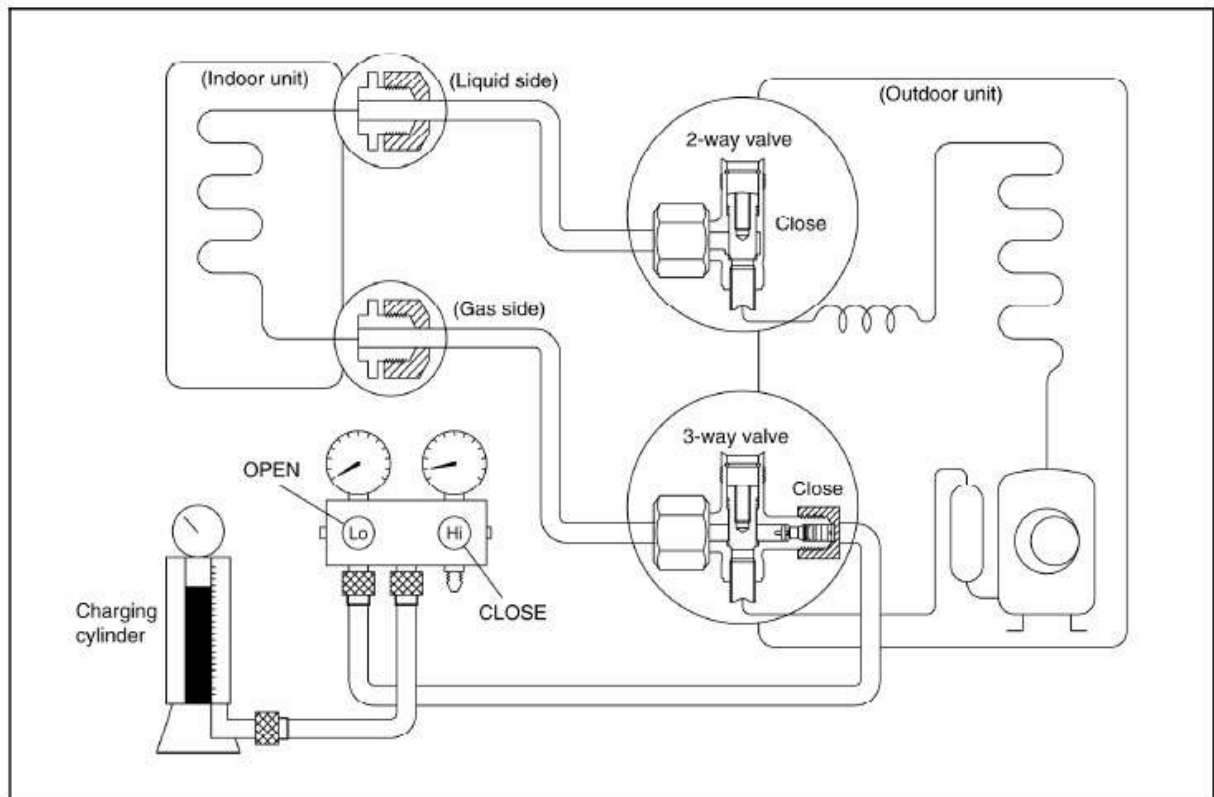 (Indoor unit)
(Liquid side)
(Outdoor unit)
2-way valve
Close
(Gas side)
3-way valve
Close
OPEN
Lo
Hi
CLOSE
Charging
cylinder